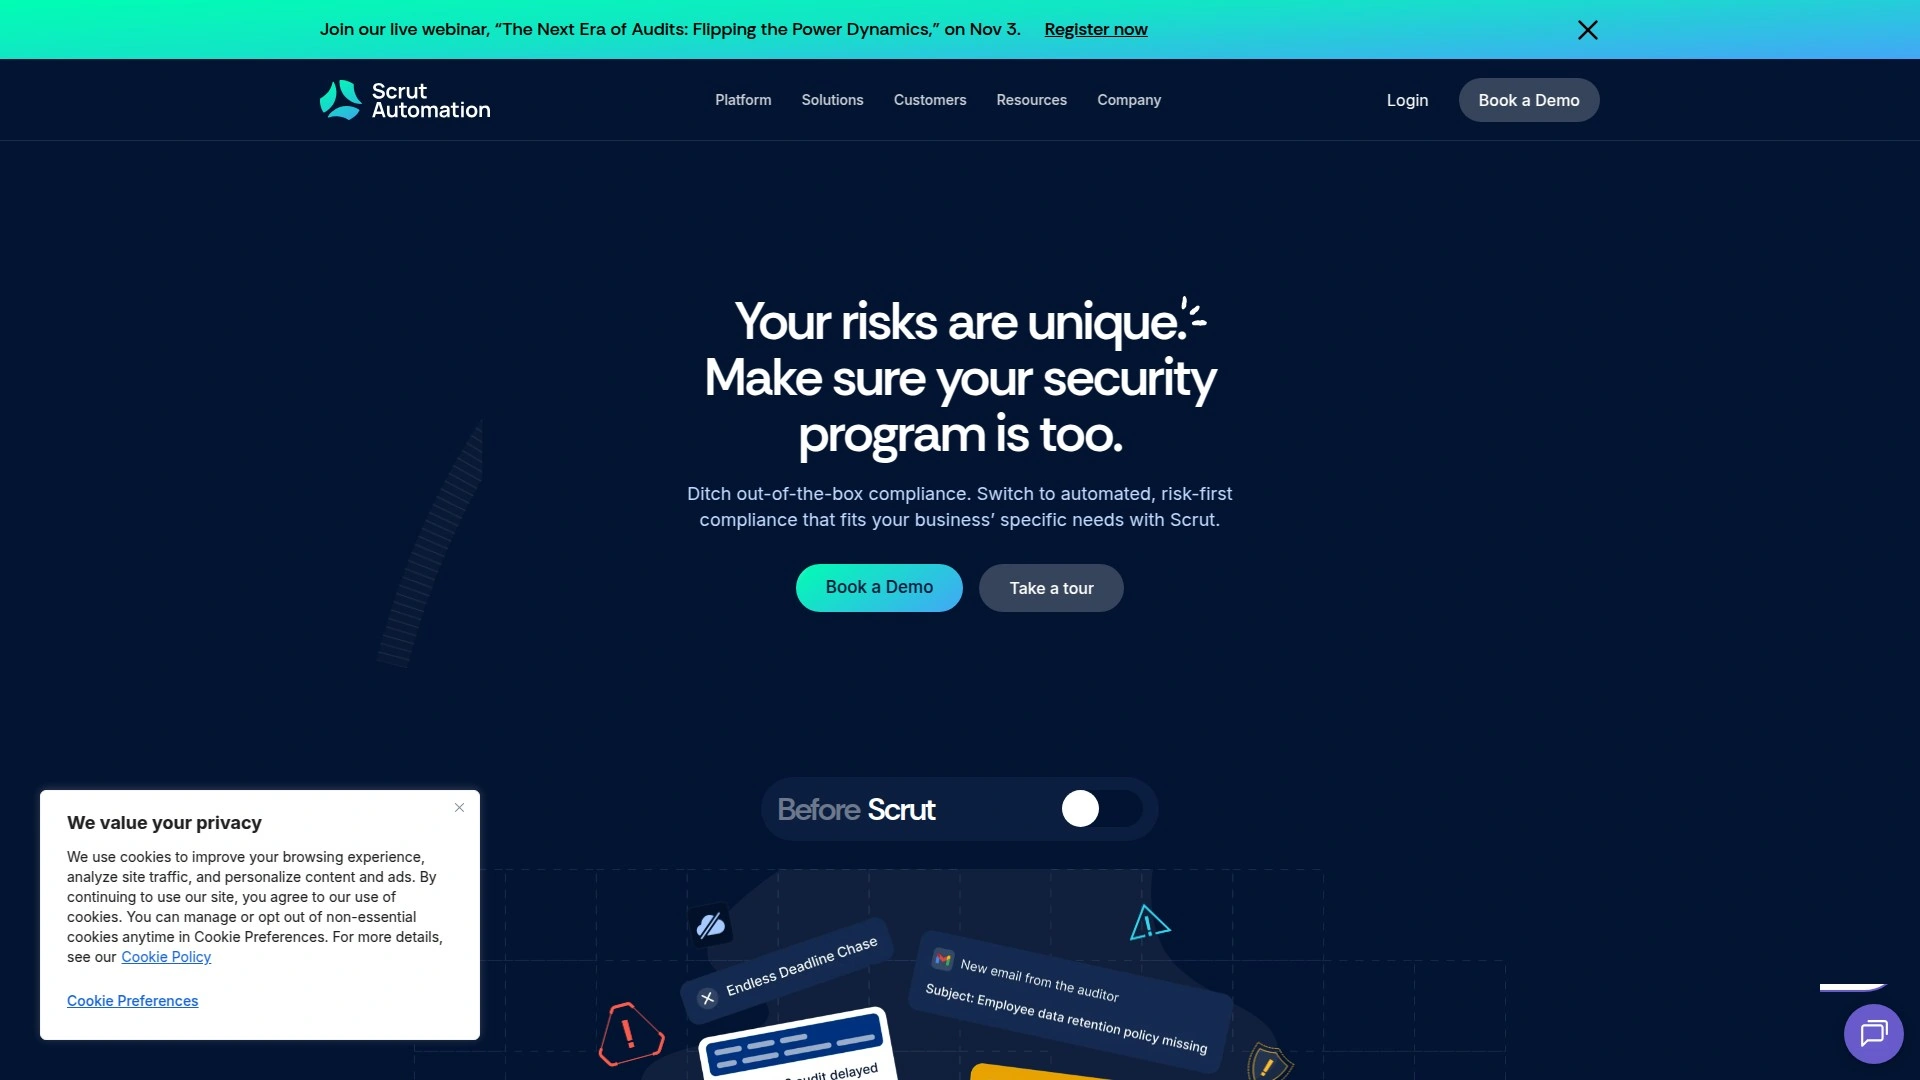 Join our live webinar, “The Next Era of Audits: Flipping the Power Dynamics,” on Nov 3. Register now
Scrut
Automation
Platform Solutions Customers Resources Company
Login Book a Demo
Your risks are unique.
Make sure your security
program is too.
Ditch out-of-the-box compliance. Switch to automated, risk-first
compliance that fits your business’ specific needs with Scrut.
Book a Demo Take a tour
Before Scrut
We value your privacy
We use cookies to improve your browsing experience,
analyze site traffic, and personalize content and ads. By
continuing to use our site, you agree to our use of
cookies. You can manage or opt out of non-essential
cookies anytime in Cookie Preferences. For more details,
see our Cookie Policy
Cookie Preferences
Endless Deadline Chase
New email from the auditor
Subject: Employee data retention policy missing
audit delayed